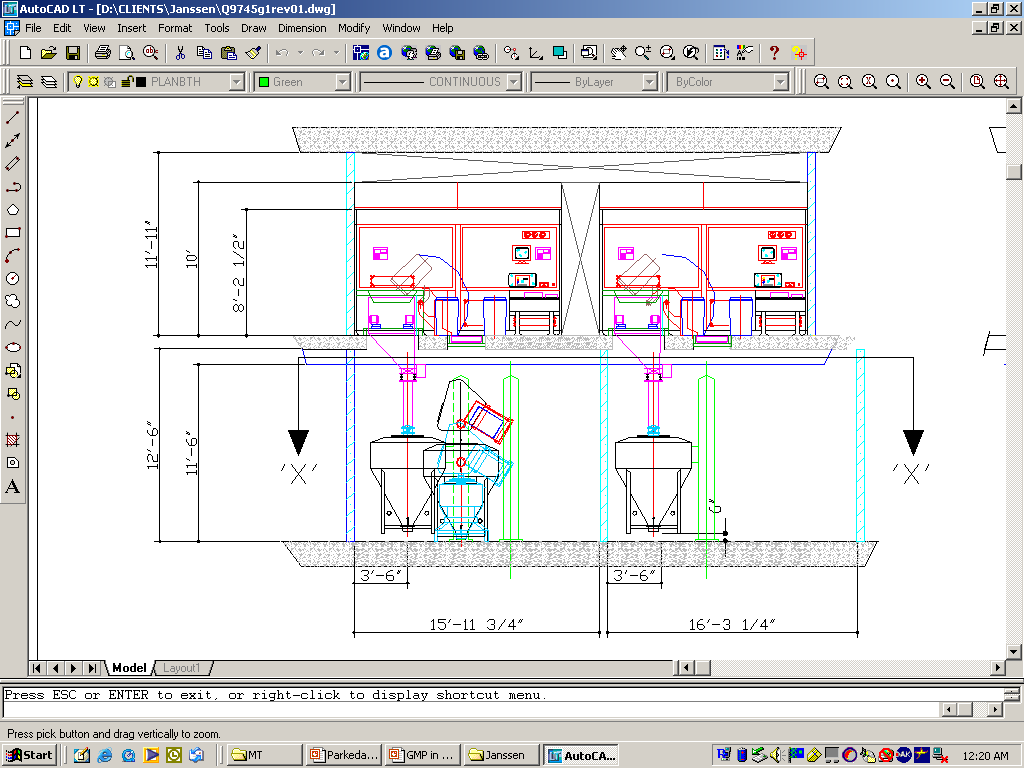 AutoCAD LT - [D:\CLIENTS\Janssen\Q9745g1rev01.dwg]
File Edit View Insert Format Tools Draw Dimension Modify Window Help
PLANBTH Green CONTINUOUS ByLayer ByColor
11'-11"
10'
8'-2 1/2"
12'-6"
11'-6"
'X'
'X'
6"
3'-6"
3'-6"
15'-11 3/4"
16'-3 1/4"
A
Model Layout1
Press ESC or ENTER to exit, or right-click to display shortcut menu.
Press pick button and drag vertically to zoom.
Start MT Parkeda... GMP in ... Janssen AutoCA... 12:20 AM